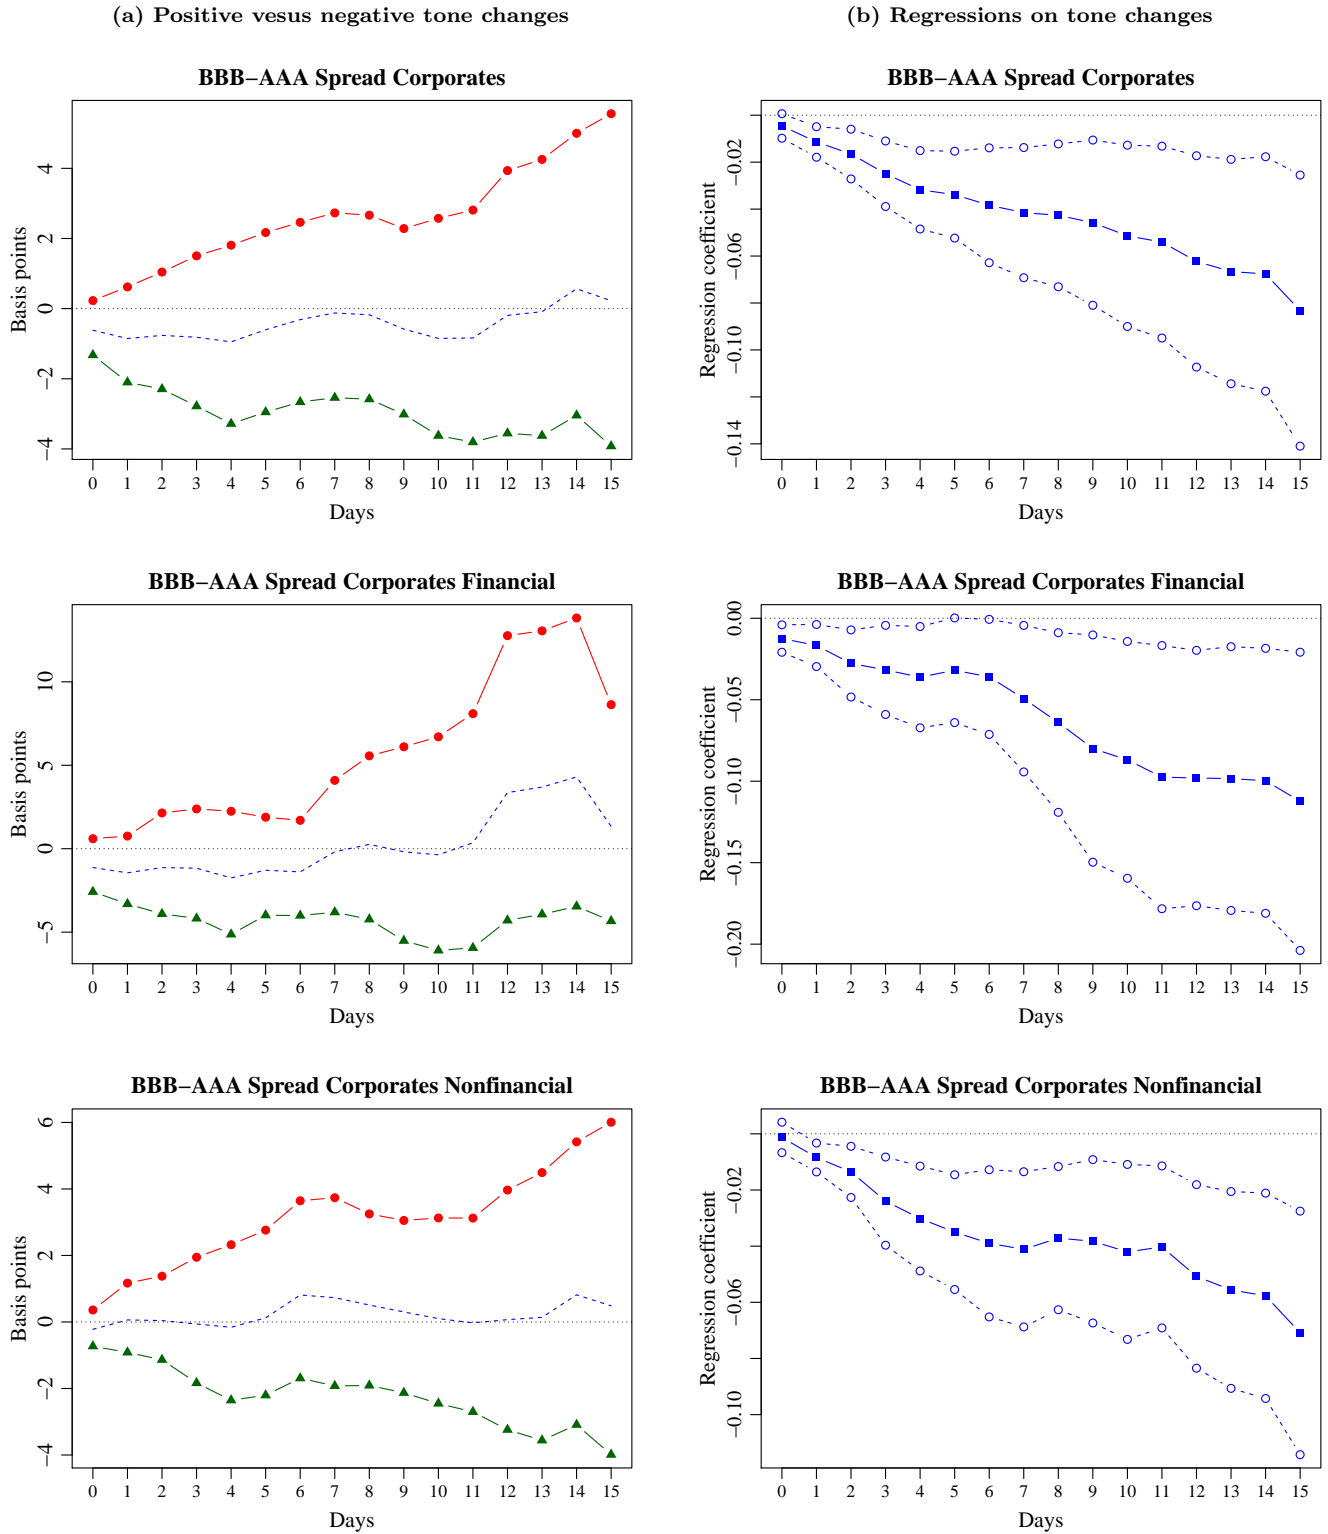 (a) Positive vesus negative tone changes
(b) Regressions on tone changes
BBB−AAA Spread Corporates
Basis points
4
2
0
−2
−4
0 1 2 3 4 5 6 7 8 9 10 11 12 13 14 15
Days
BBB−AAA Spread Corporates
Regression coefficient
−0.02
−0.06
−0.10
−0.14
0 1 2 3 4 5 6 7 8 9 10 11 12 13 14 15
Days
BBB−AAA Spread Corporates Financial
Basis points
10
5
0
−5
0 1 2 3 4 5 6 7 8 9 10 11 12 13 14 15
Days
BBB−AAA Spread Corporates Financial
Regression coefficient
0.00
−0.05
−0.10
−0.15
−0.20
0 1 2 3 4 5 6 7 8 9 10 11 12 13 14 15
Days
BBB−AAA Spread Corporates Nonfinancial
Basis points
6
4
2
0
−2
−4
0 1 2 3 4 5 6 7 8 9 10 11 12 13 14 15
Days
BBB−AAA Spread Corporates Nonfinancial
Regression coefficient
−0.02
−0.06
−0.10
0 1 2 3 4 5 6 7 8 9 10 11 12 13 14 15
Days